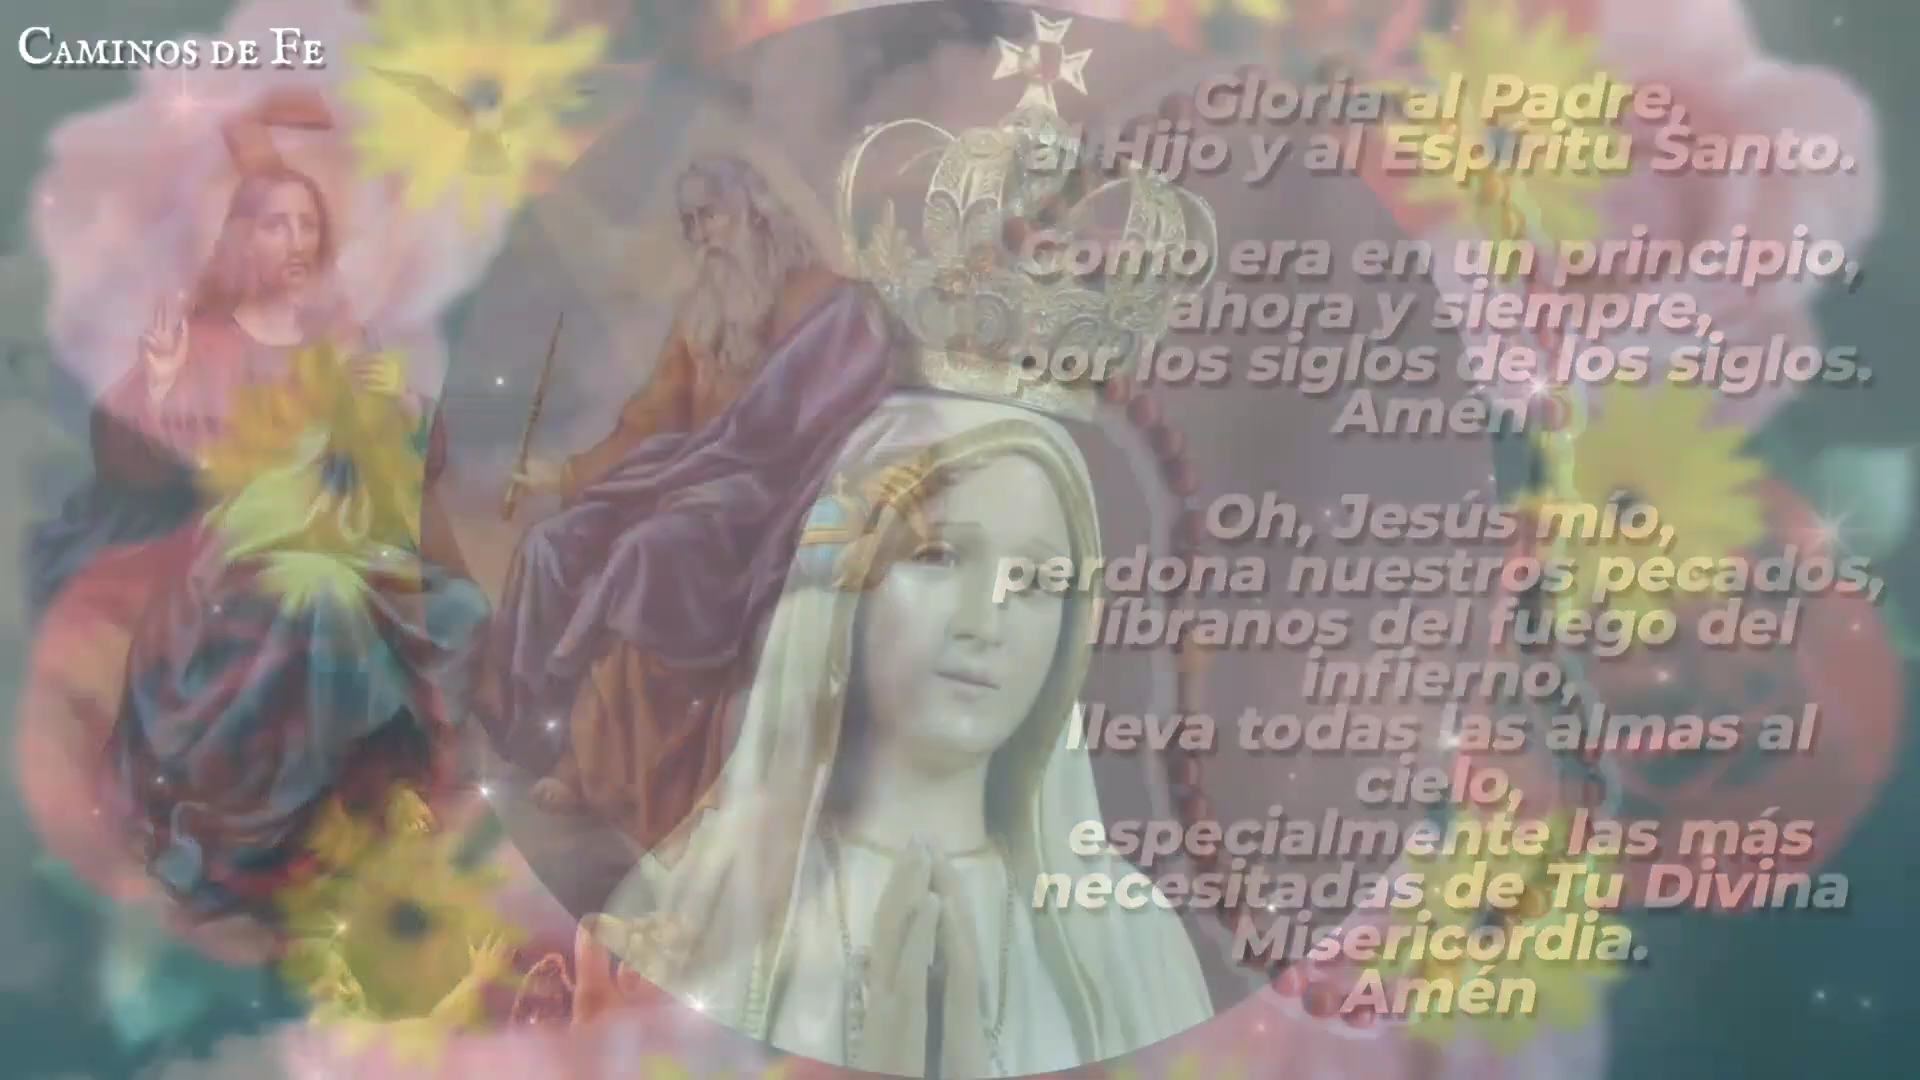 Caminos de Fe
Gloria al Padre,
al Hijo y al Espíritu Santo.
Como era en un principio,
ahora y siempre,
por los siglos de los siglos.
Amén
Oh, Jesús mío,
perdona nuestros pecados,
líbranos del fuego del
infierno,
lleva todas las almas al
cielo,
especialmente las más
necesitadas de Tu Divina
Misericordia.
Amén